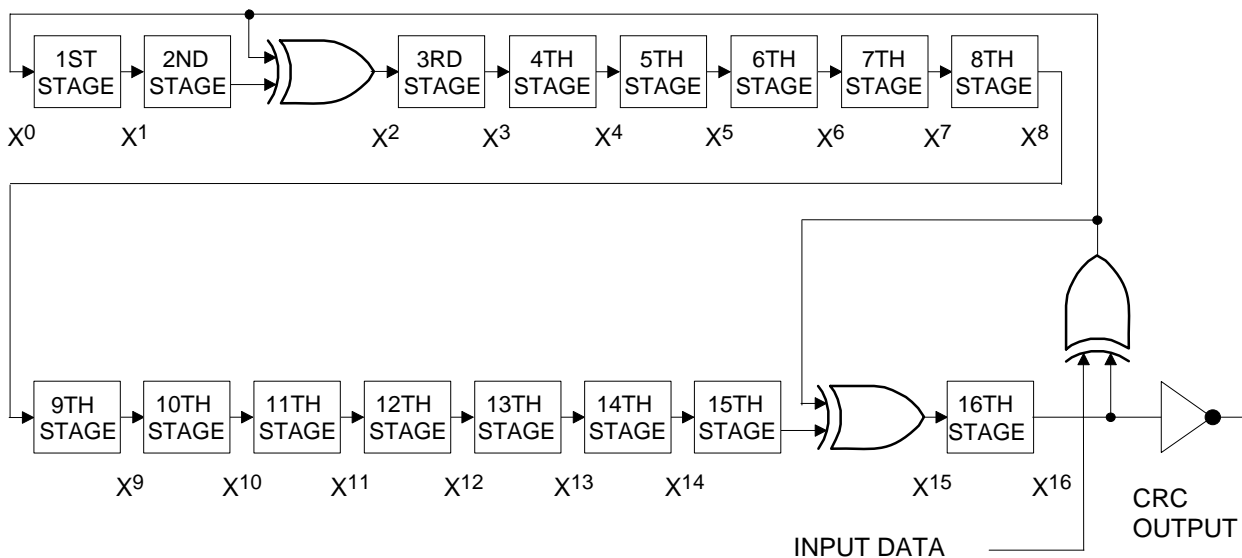 1ST STAGE
2ND STAGE
3RD STAGE
4TH STAGE
5TH STAGE
6TH STAGE
7TH STAGE
8TH STAGE
X0 X1 X2 X3 X4 X5 X6 X7 X8
9TH STAGE
10TH STAGE
11TH STAGE
12TH STAGE
13TH STAGE
14TH STAGE
15TH STAGE
16TH STAGE
X9 X10 X11 X12 X13 X14 X15 X16
CRC
OUTPUT
INPUT DATA